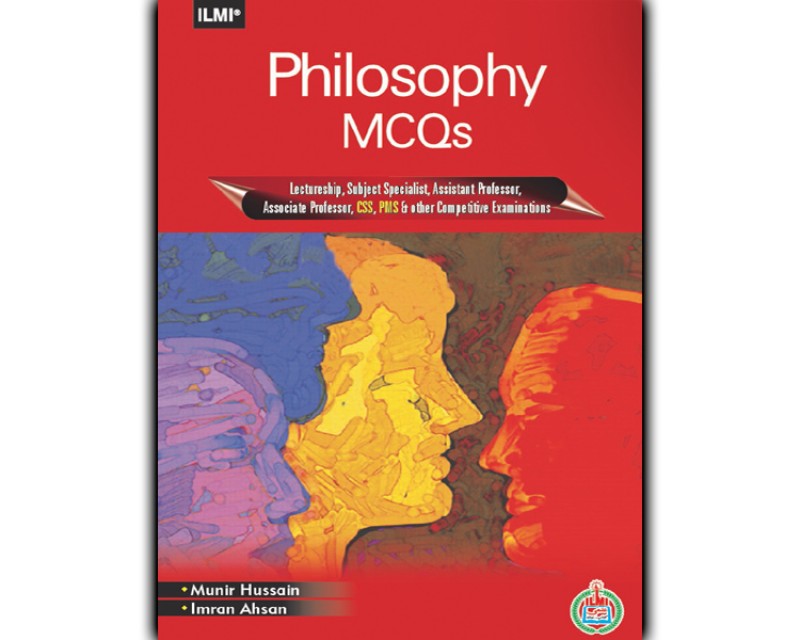 ILMI®
Philosophy
MCQs
Lectureship, Subject Specialist, Assistant Professor,
Associate Professor, CSS, PMS & other Competitive Examinations
Munir Hussain
Imran Ahsan
ILMI